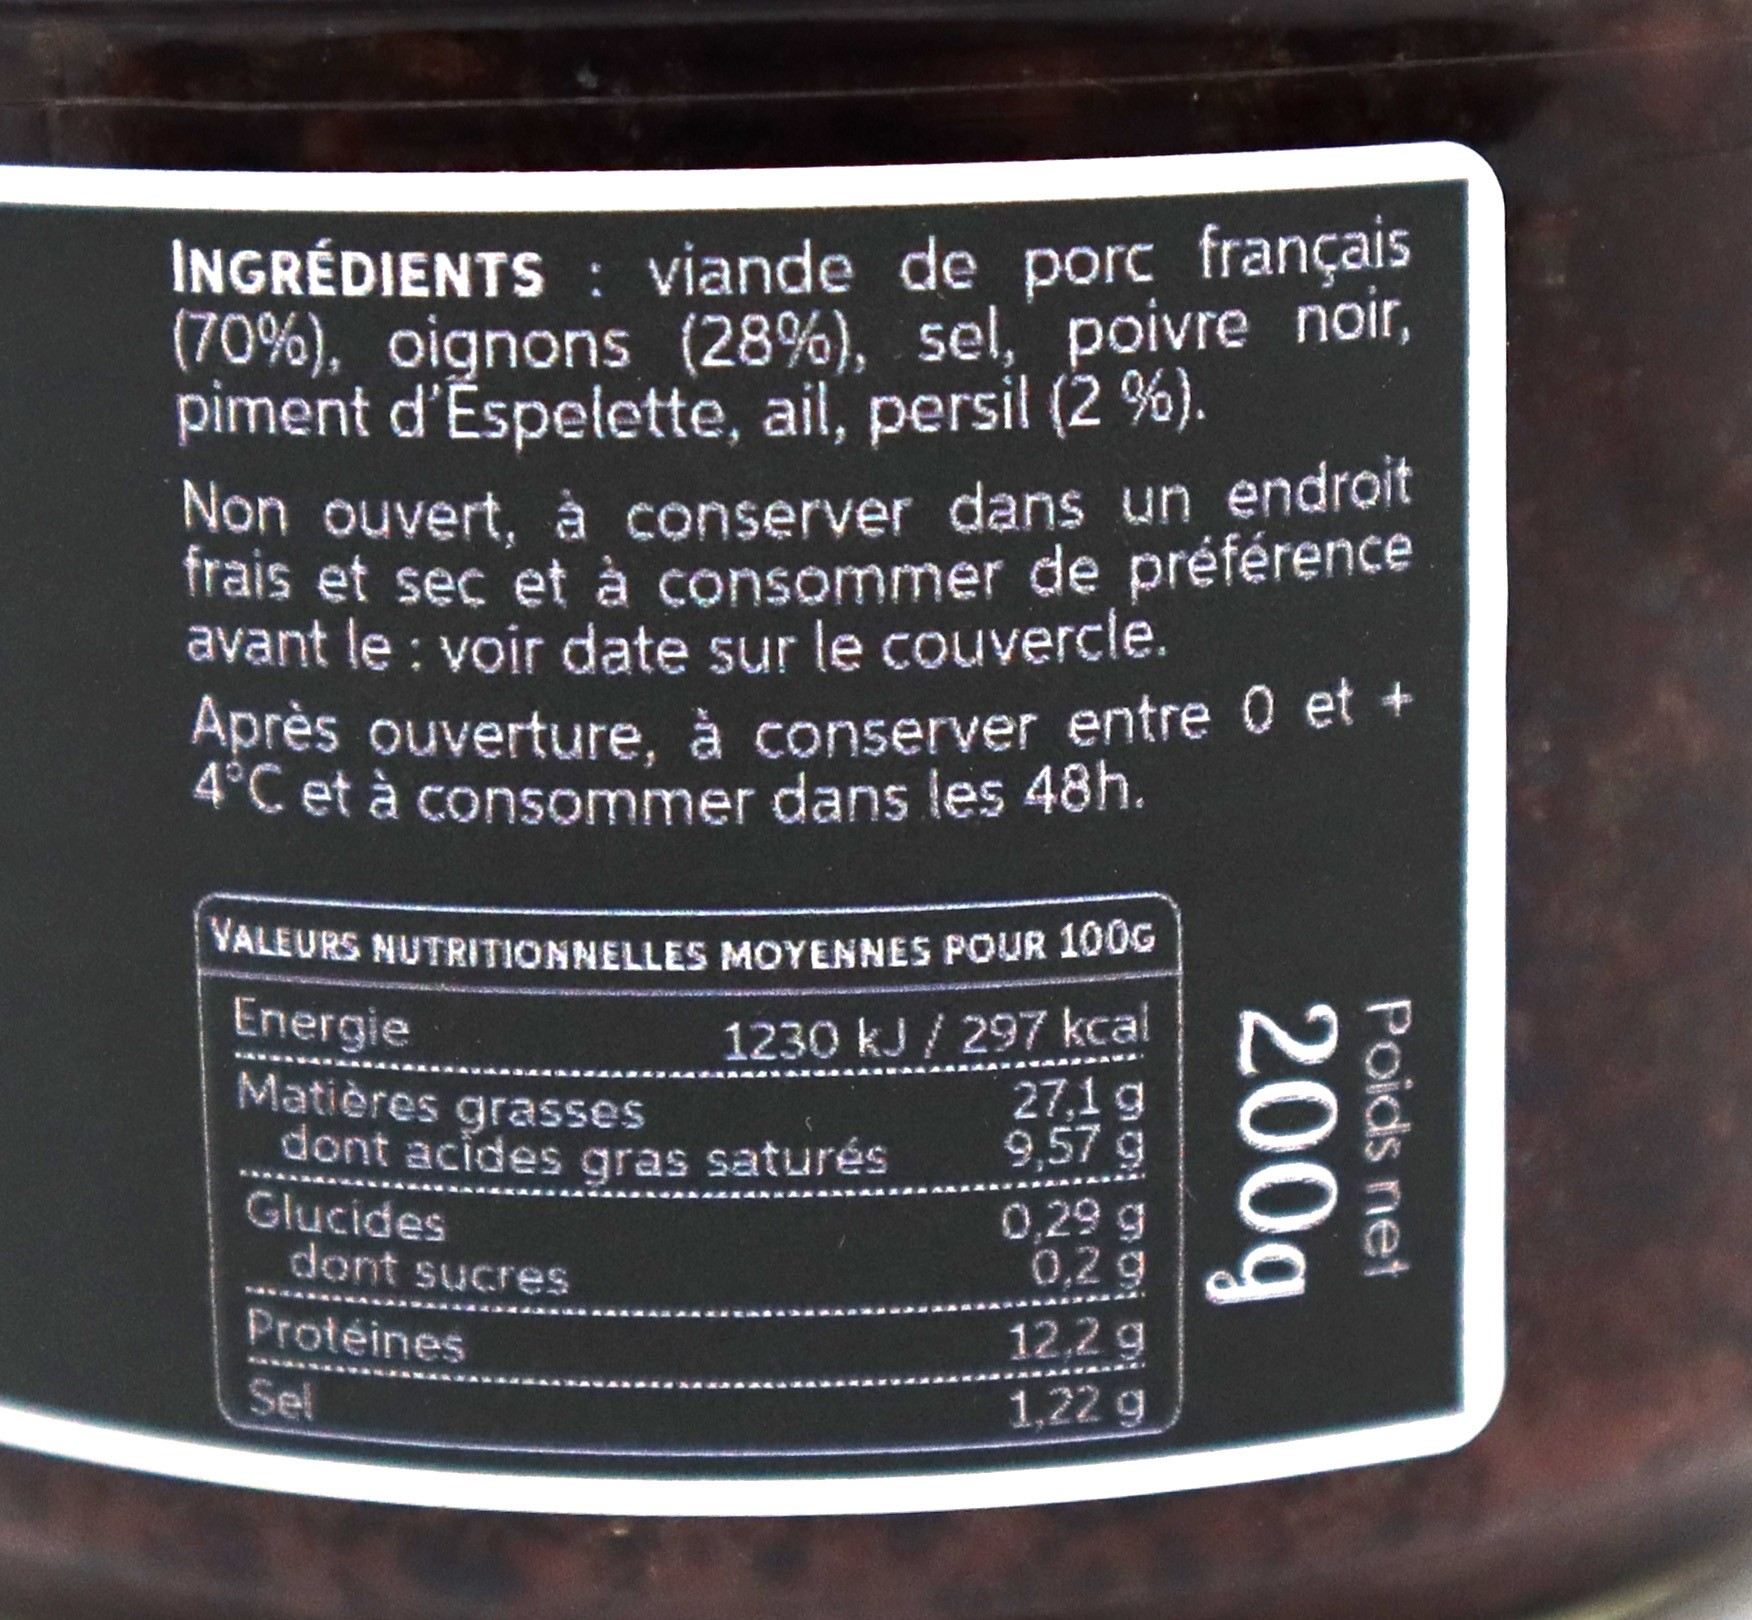 INGRÉDIENTS : viande de porc français
(70%), oignons (28%), sel, poivre noir,
piment d'Espelette, ail, persil (2 %).
Non ouvert, à conserver dans un endroit
frais et sec et à consommer de préférence
avant le : voir date sur le couvercle.
Après ouverture, à conserver entre 0 et +
4°C et à consommer dans les 48h.
VALEURS NUTRITIONNELLES MOYENNES POUR 100G
Energie 1230 kJ / 297 kcal
Matières grasses 27,1 g
dont acides gras saturés 9,57 g
Glucides 0,29 g
dont sucres 0,2 g
Protéines 12,2 g
Sel 1,22 g
Poids net
200g